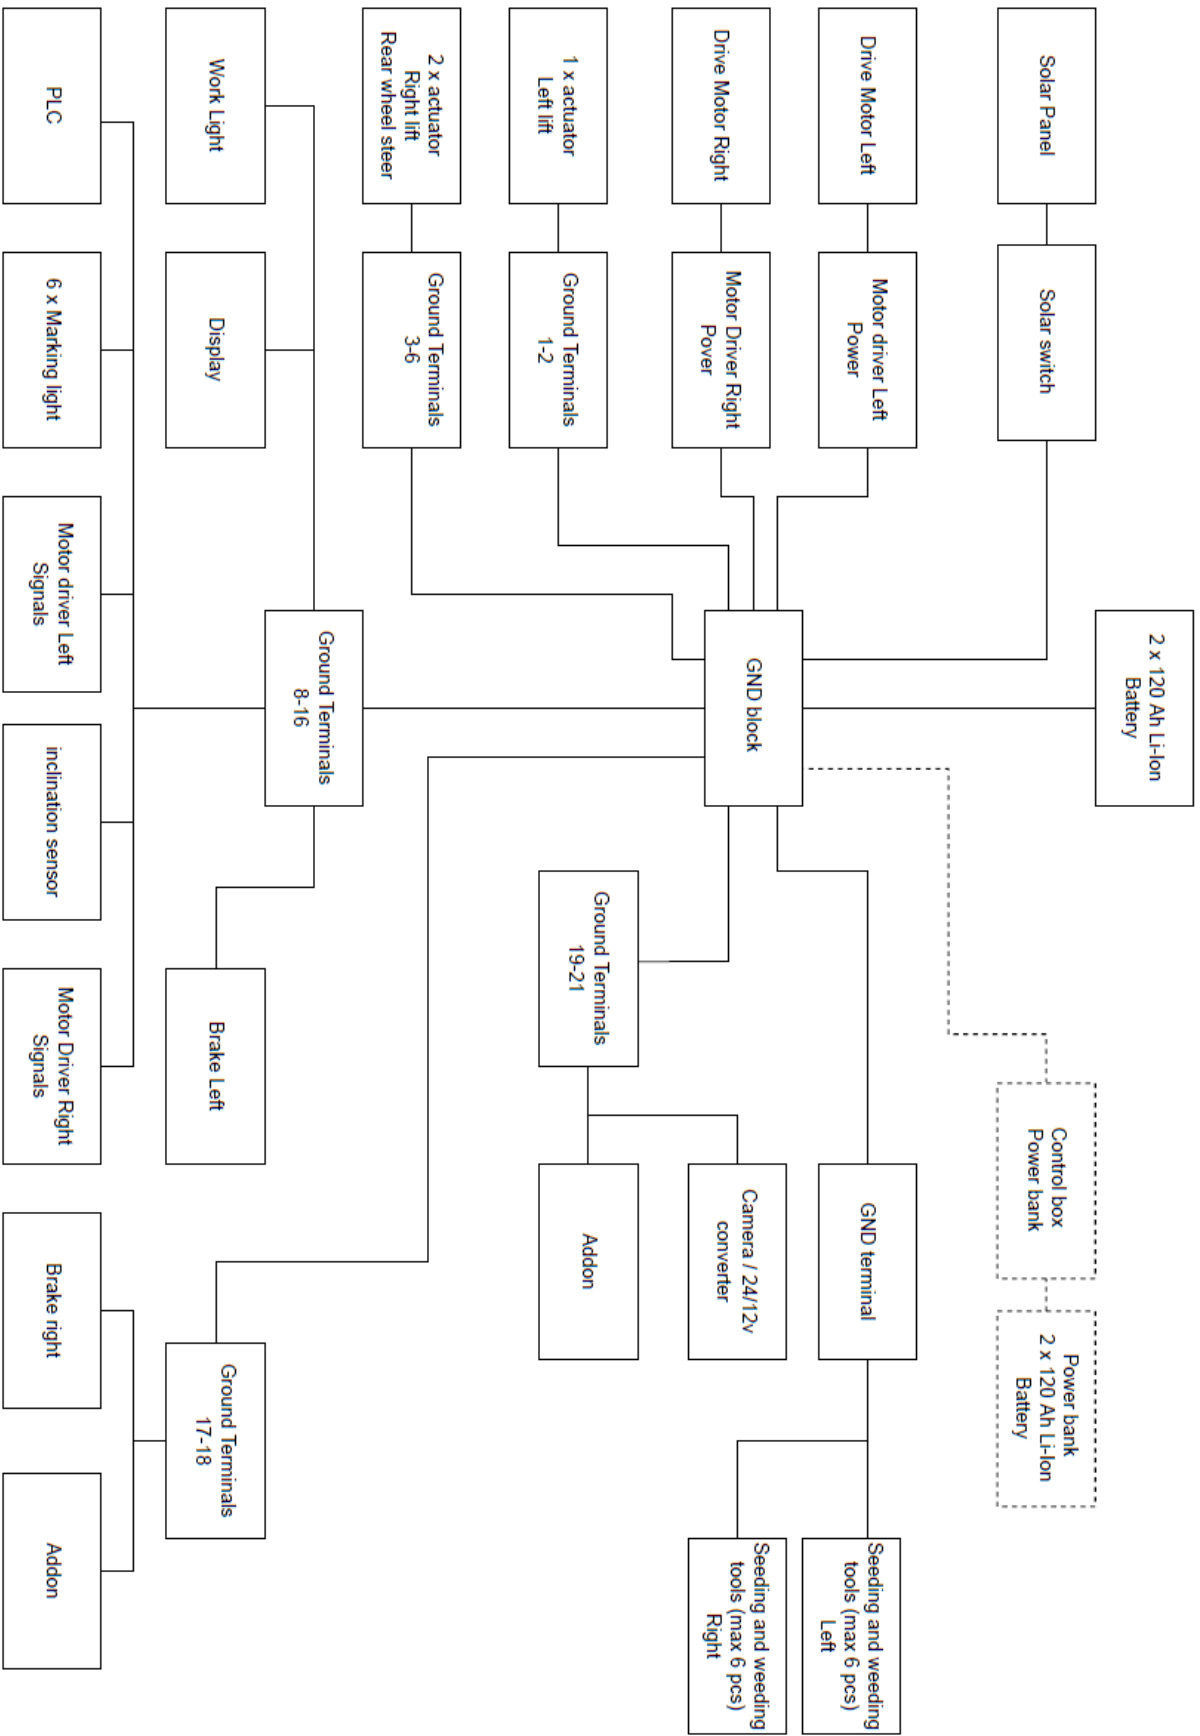 2 x 120 Ah Li-Ion
Battery
Solar Panel
Solar switch
Control box
Power bank
Power bank
2 x 120 Ah Li-Ion
Battery
Drive Motor Left
Motor driver Left
Power
GND terminal
Seeding and weeding
tools (max 6 pcs)
Left
Drive Motor Right
Motor Driver Right
Pover
GND block
Camera / 24/12v
converter
Seeding and weeding
tools (max 6 pcs)
Right
1 x actuator
Left lift
Ground Terminals
1-2
Ground Terminals
19-21
Addon
2 x actuator
Right lift
Rear wheel steer
Ground Terminals
3-6
Ground Terminals
8-16
Work Light
Display
Brake Left
Ground Terminals
17-18
PLC
6 x Marking light
Motor driver Left
Signals
inclination sensor
Motor Driver Right
Signals
Brake right
Addon